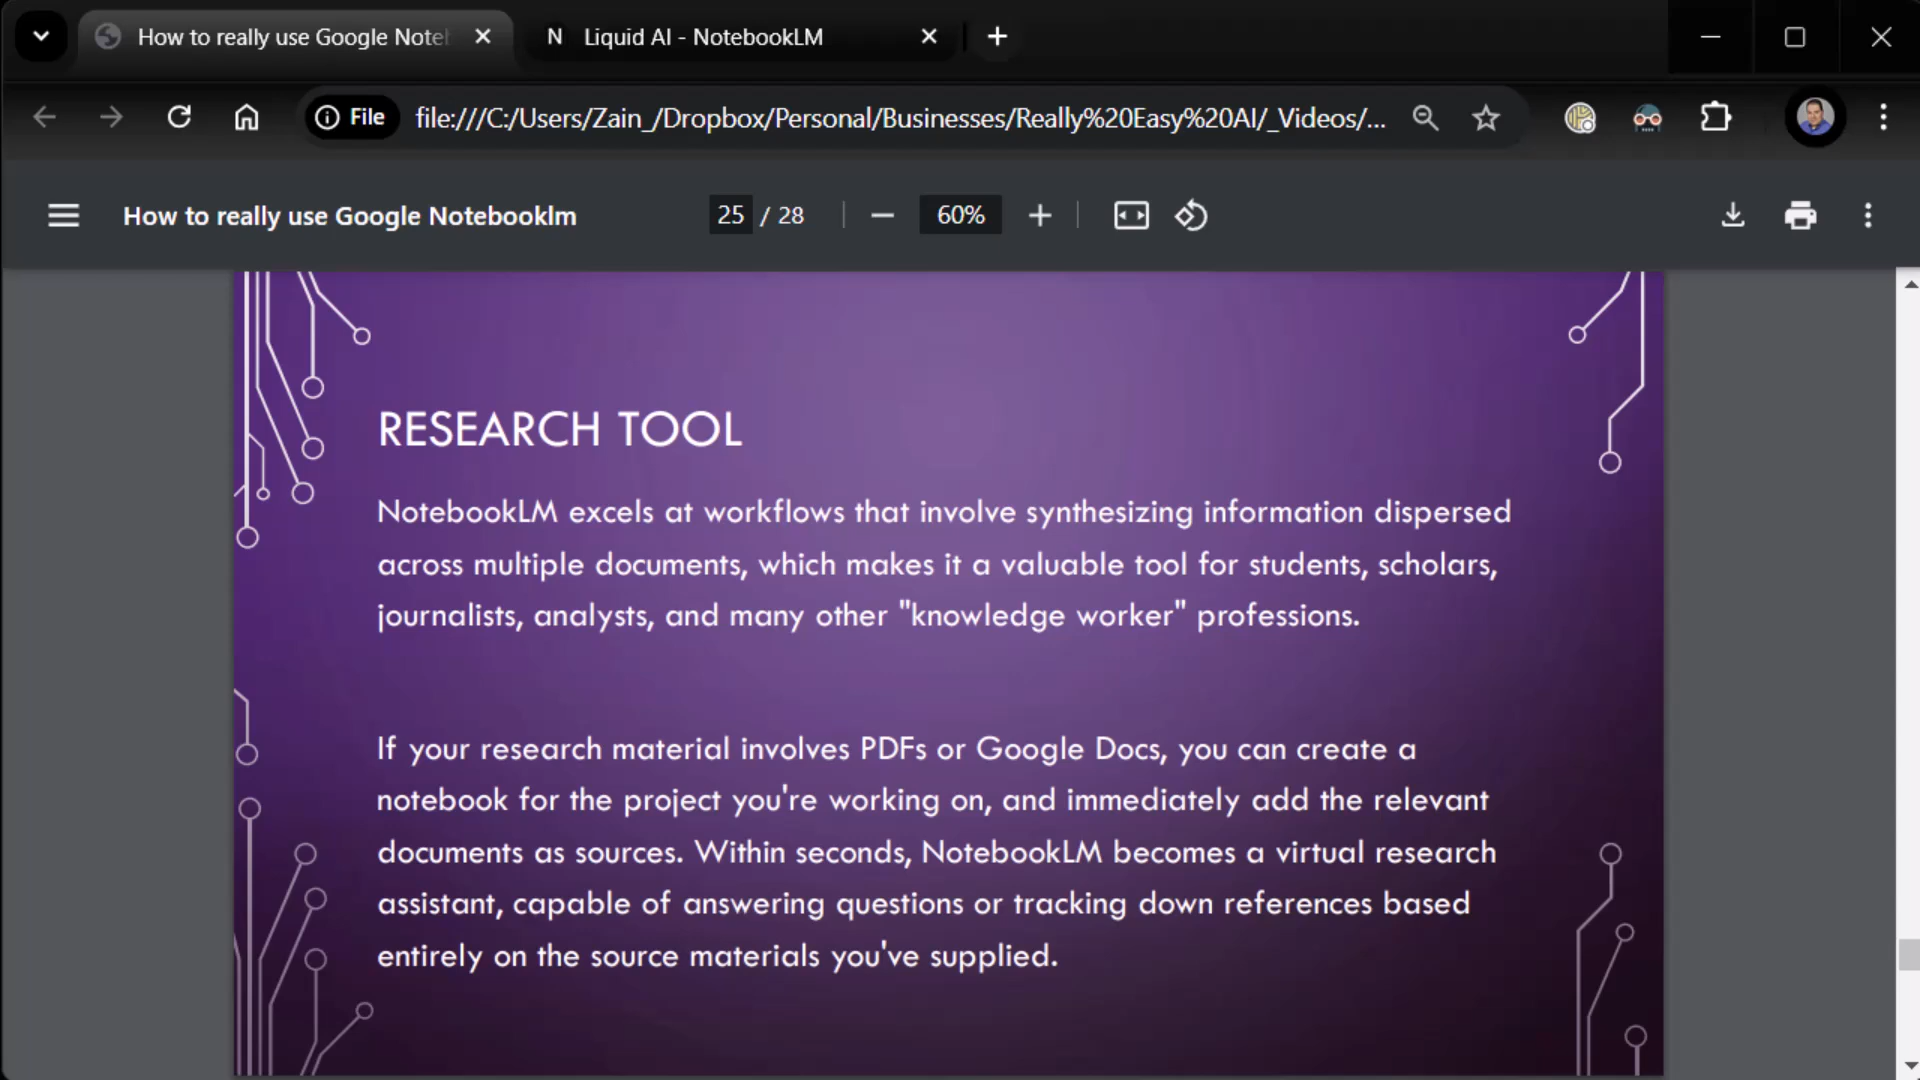 How to really use Google Note
N Liquid AI - NotebookLM
File file:///C:/Users/Zain_/Dropbox/Personal/Businesses/Really%20Easy%20AI/_Videos/...
How to really use Google Notebooklm
25 / 28
60%
RESEARCH TOOL
NotebookLM excels at workflows that involve synthesizing information dispersed
across multiple documents, which makes it a valuable tool for students, scholars,
journalists, analysts, and many other "knowledge worker" professions.
If your research material involves PDFs or Google Docs, you can create a
notebook for the project you're working on, and immediately add the relevant
documents as sources. Within seconds, NotebookLM becomes a virtual research
assistant, capable of answering questions or tracking down references based
entirely on the source materials you've supplied.